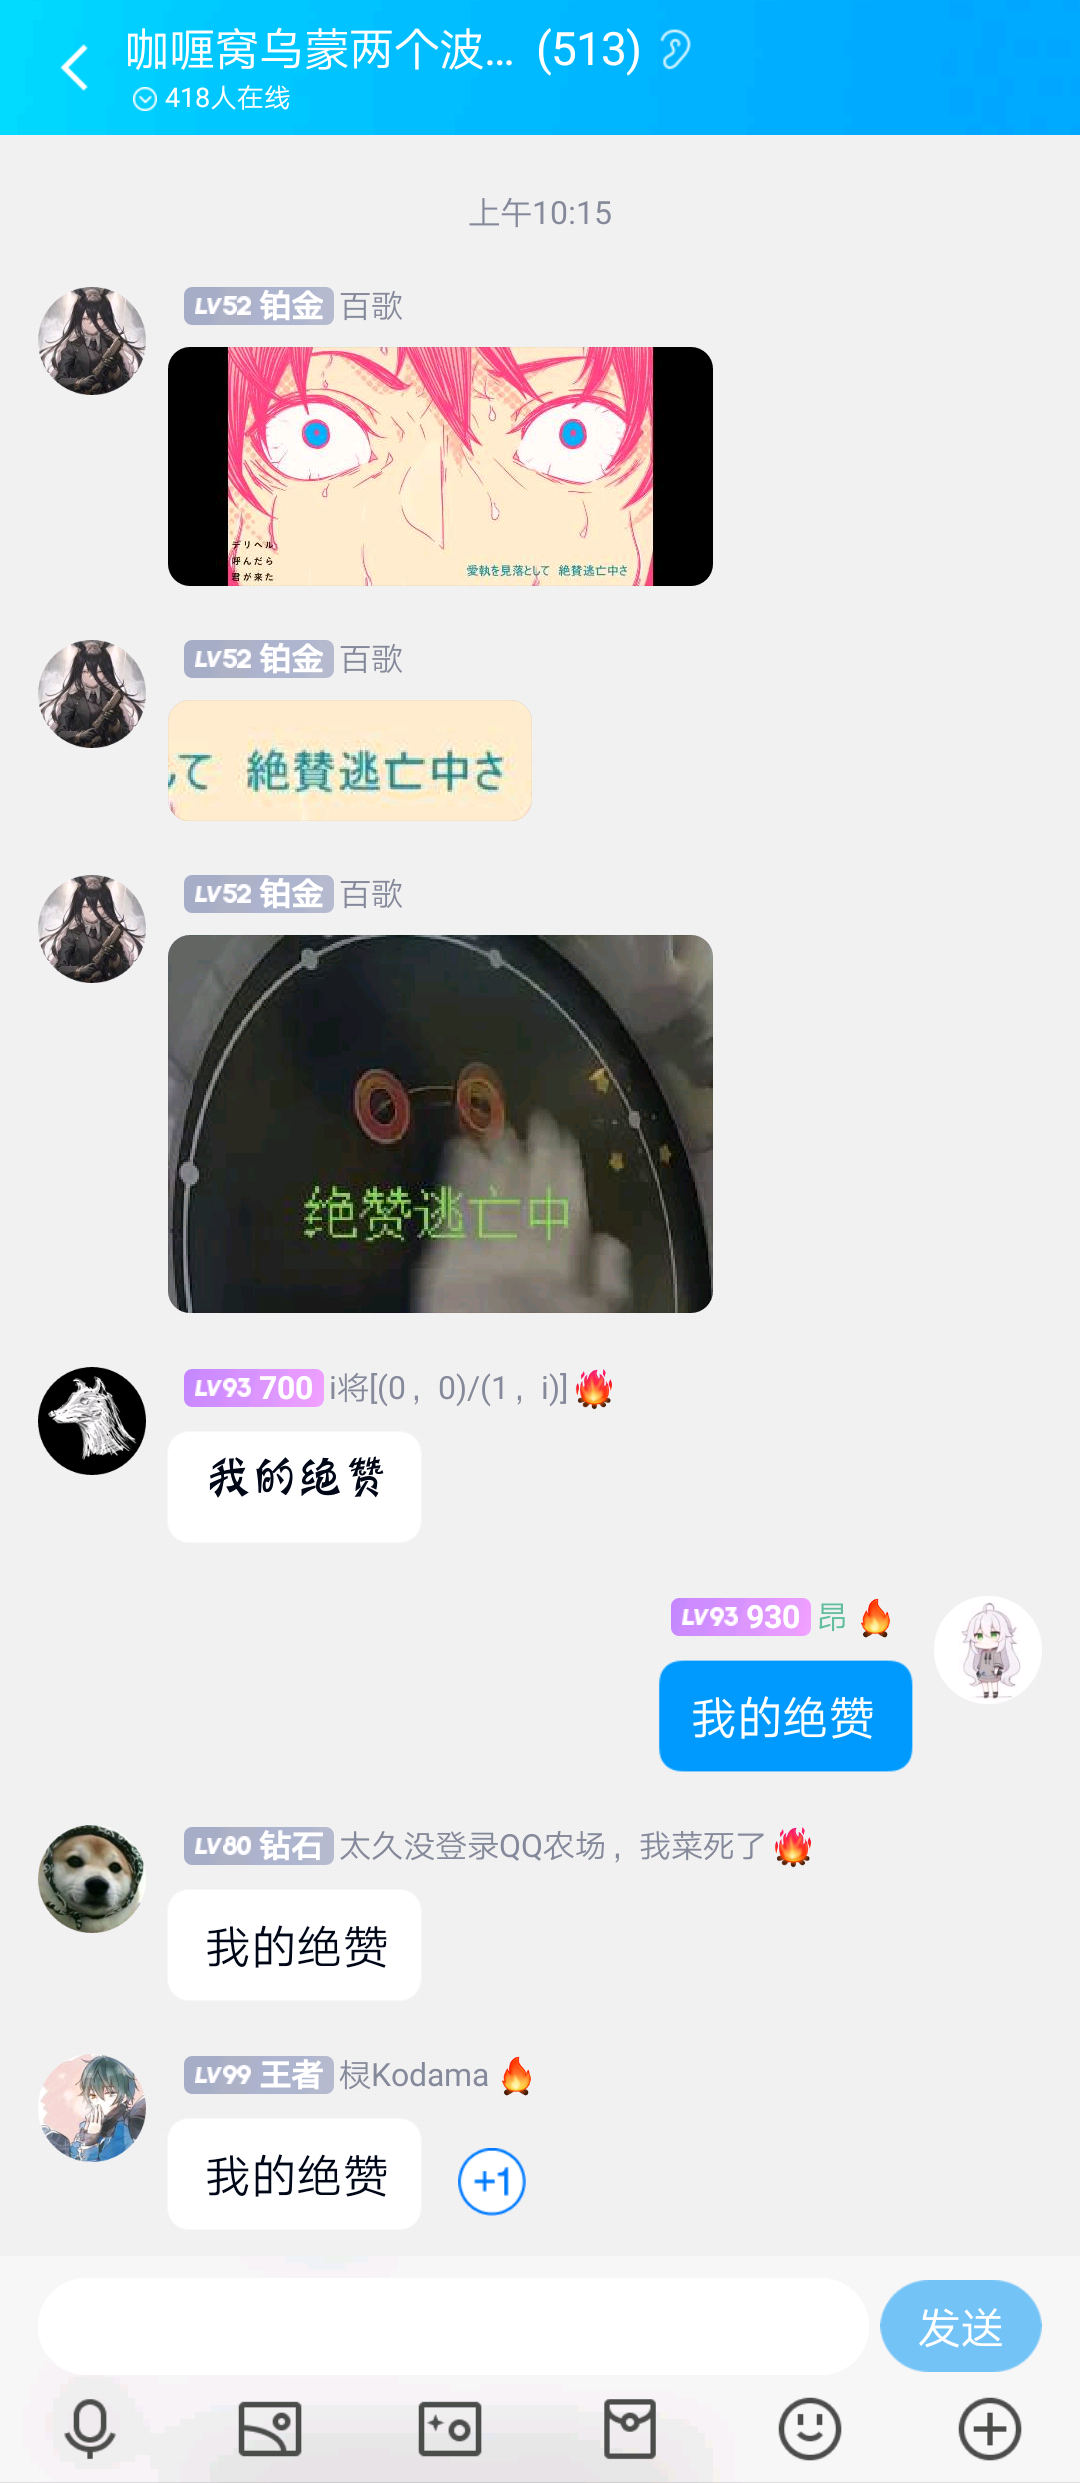 咖喱窝乌蒙两个波... (513)
418人在线
上午10:15
LV52 铂金 百歌
デリヘル
呼んだら
君が来た
愛執を見落として 絶賛逃亡中さ
LV52 铂金 百歌
して 絶賛逃亡中さ
LV52 铂金 百歌
绝赞逃亡中
LV93 700 i将[(0，0)/(1，i)]🔥
我的绝赞
LV93 930 昂 🔥
我的绝赞
LV80 钻石 太久没登录QQ农场，我菜死了🔥
我的绝赞
LV99 王者 棂Kodama 🔥
我的绝赞
+1
发送